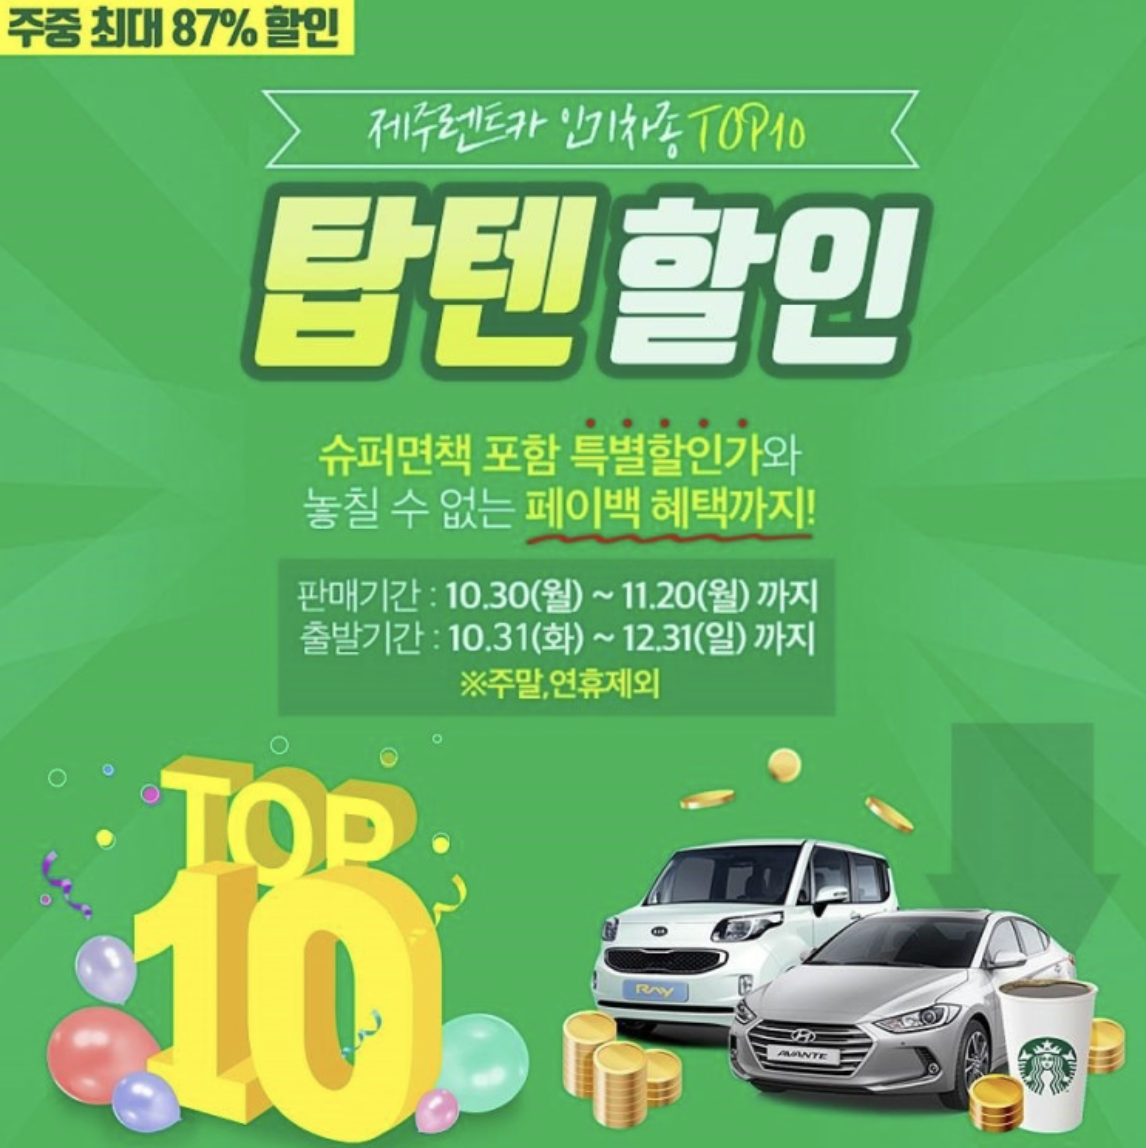 주중 최대 87% 할인
제주렌트카 인기차종 TOP10
탑텐 할인
슈퍼면책 포함 특별할인가와
놓칠 수 없는 페이백 혜택까지!
판매기간 : 10.30(월) ~ 11.20(월) 까지
출발기간 : 10.31(화) ~ 12.31(일) 까지
※주말,연휴제외
TOP
10
KIA
Ray
AVANTE